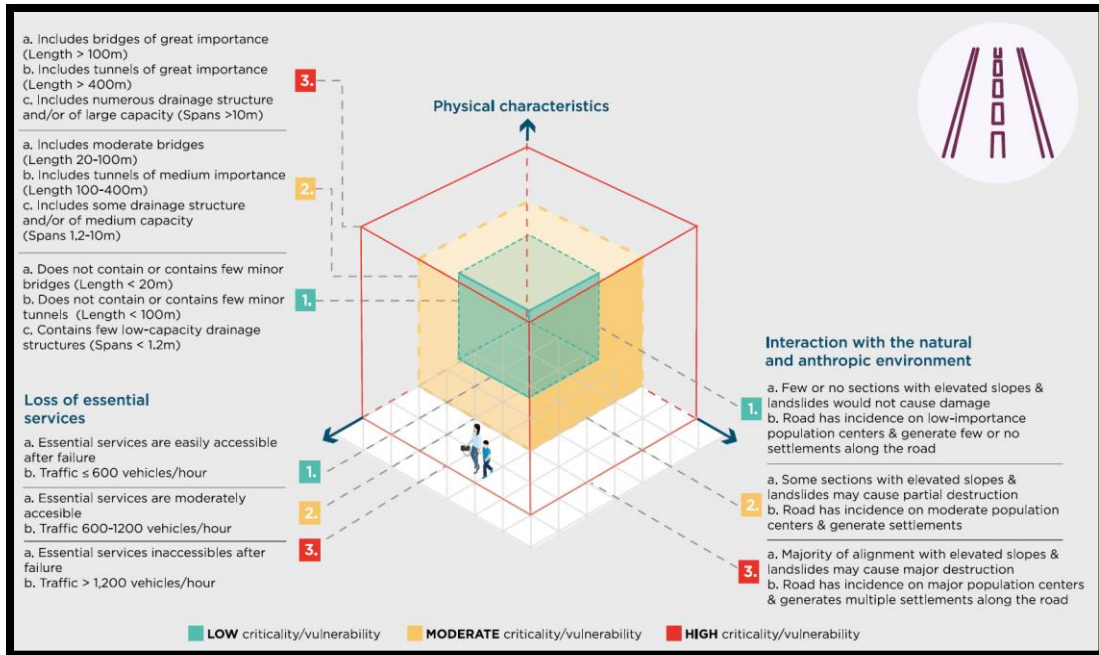 a. Includes bridges of great importance
(Length > 100m)
b. Includes tunnels of great importance
(Length > 400m)
c. Includes numerous drainage structure
and/or of large capacity (Spans >10m)
3.
a. Includes moderate bridges
(Length 20-100m)
b. Includes tunnels of medium importance
(Length 100-400m)
c. Includes some drainage structure
and/or of medium capacity
(Spans 1,2-10m)
2.
a. Does not contain or contains few minor
bridges (Length < 20m)
b. Does not contain or contains few minor
tunnels (Length < 100m)
c. Contains few low-capacity drainage
structures (Spans < 1.2m)
1.
Physical characteristics
Loss of essential
services
a. Essential services are easily accessible
after failure
b. Traffic ≤ 600 vehicles/hour
1.
a. Essential services are moderately
accesible
b. Traffic 600-1200 vehicles/hour
2.
a. Essential services inaccessibles after
failure
b. Traffic > 1,200 vehicles/hour
3.
Interaction with the natural
and anthropic environment
1.
a. Few or no sections with elevated slopes &
landslides would not cause damage
b. Road has incidence on low-importance
population centers & generate few or no
settlements along the road
2.
a. Some sections with elevated slopes &
landslides may cause partial destruction
b. Road has incidence on moderate population
centers & generate settlements
3.
a. Majority of alignment with elevated slopes &
landslides may cause major destruction
b. Road has incidence on major population centers
& generates multiple settlements along the road
LOW criticality/vulnerability
MODERATE criticality/vulnerability
HIGH criticality/vulnerability